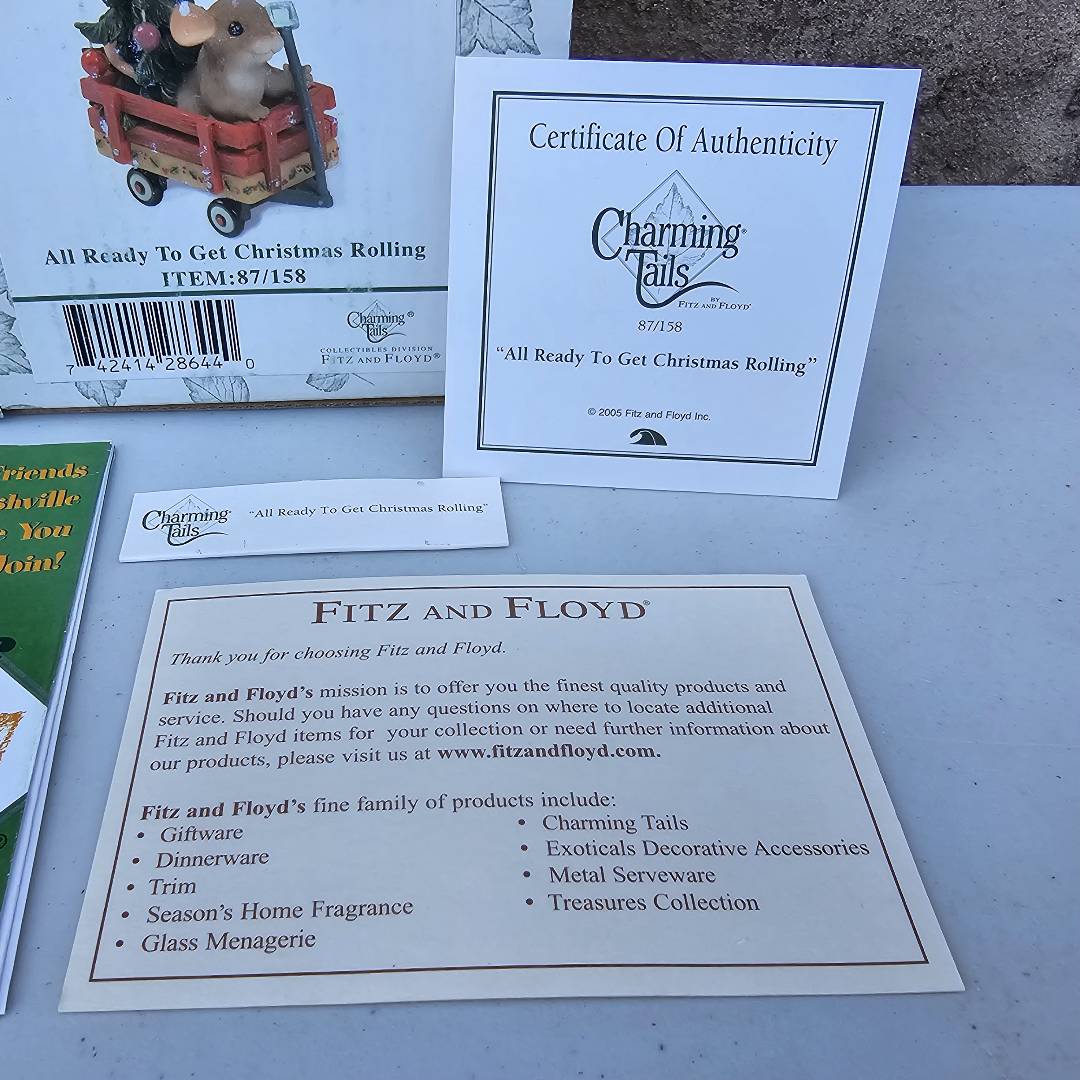 All Ready To Get Christmas Rolling
ITEM:87/158
7 42414 28644 0
Charming®
Tails
COLLECTIBLES DIVISION
FITZ AND FLOYD®
Certificate Of Authenticity
Charming®
Tails
BY
FITZ AND FLOYD®
87/158
“All Ready To Get Christmas Rolling”
© 2005 Fitz and Floyd Inc.
You
Join!
Charming
Tails
“All Ready To Get Christmas Rolling”
FITZ AND FLOYD®
Thank you for choosing Fitz and Floyd.
Fitz and Floyd’s mission is to offer you the finest quality products and
service. Should you have any questions on where to locate additional
Fitz and Floyd items for your collection or need further information about
our products, please visit us at www.fitzandfloyd.com.
Fitz and Floyd’s fine family of products include:
• Giftware
• Dinnerware
• Trim
• Season’s Home Fragrance
• Glass Menagerie
• Charming Tails
• Exoticals Decorative Accessories
• Metal Serveware
• Treasures Collection